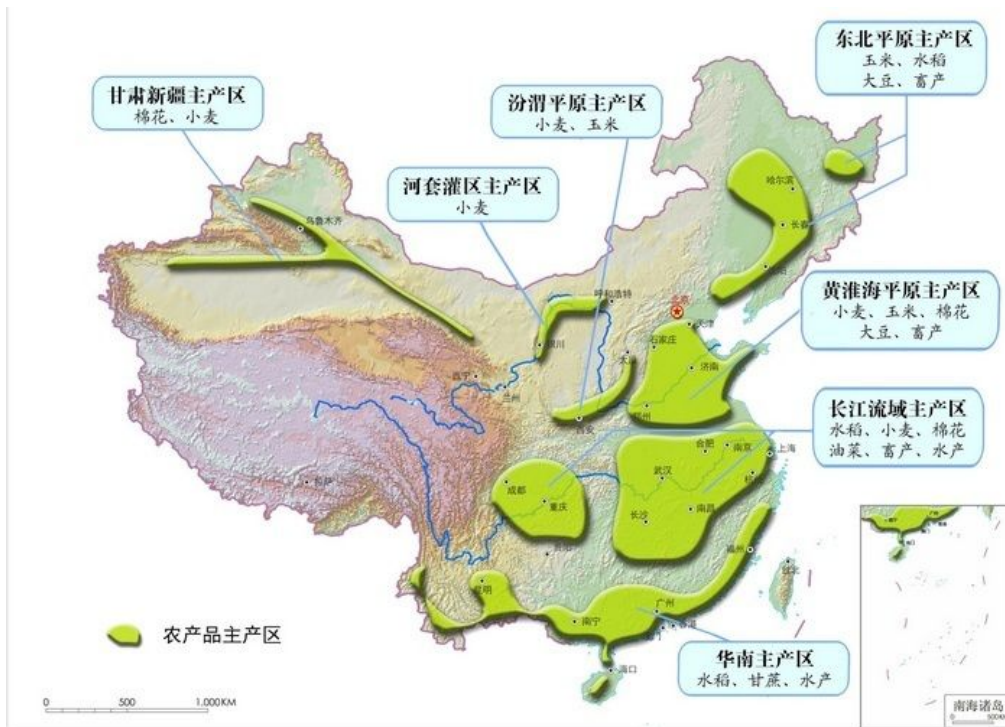 东北平原主产区
玉米、水稻
大豆、畜产
甘肃新疆主产区
棉花、小麦
汾渭平原主产区
小麦、玉米
河套灌区主产区
小麦
黄淮海平原主产区
小麦、玉米、棉花
大豆、畜产
长江流域主产区
水稻、小麦、棉花
油菜、畜产、水产
华南主产区
水稻、甘蔗、水产
哈尔滨
长春
乌鲁木齐
呼和浩特
北京
天津
石家庄
银川
济南
西宁
兰州
郑州
西安
合肥
南京
上海
武汉
成都
重庆
长沙
南昌
福州
台北
昆明
南宁
广州
香港
海口
农产品主产区
0 500 1,000KM
南海诸岛